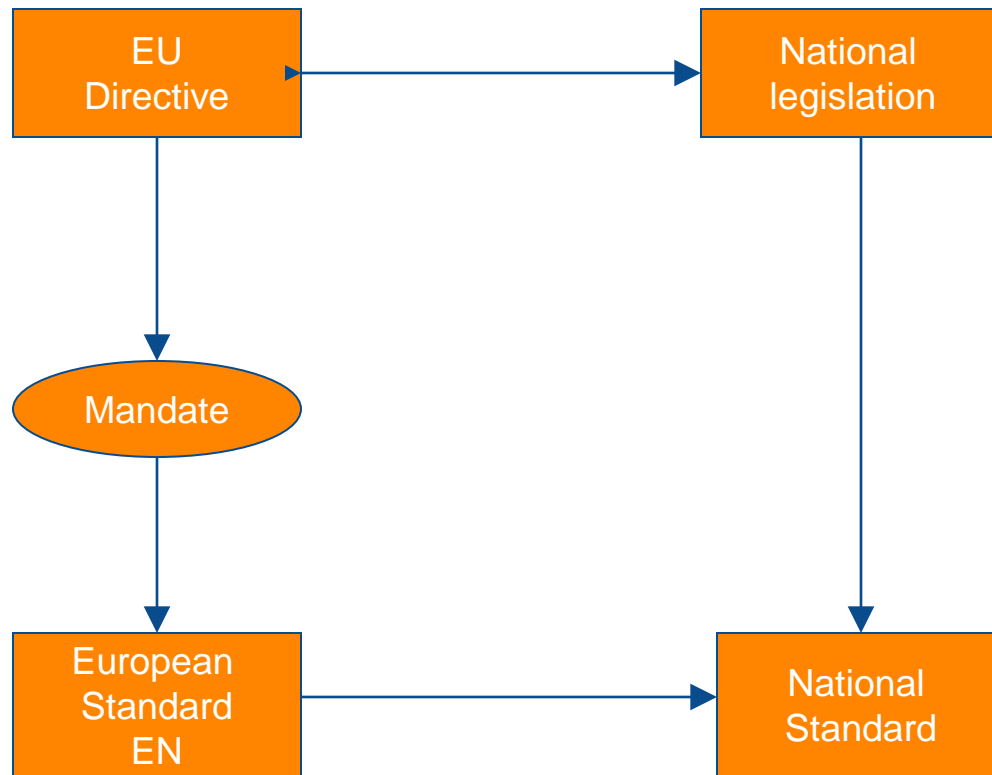 EU
Directive
National
legislation
Mandate
European
Standard
EN
National
Standard